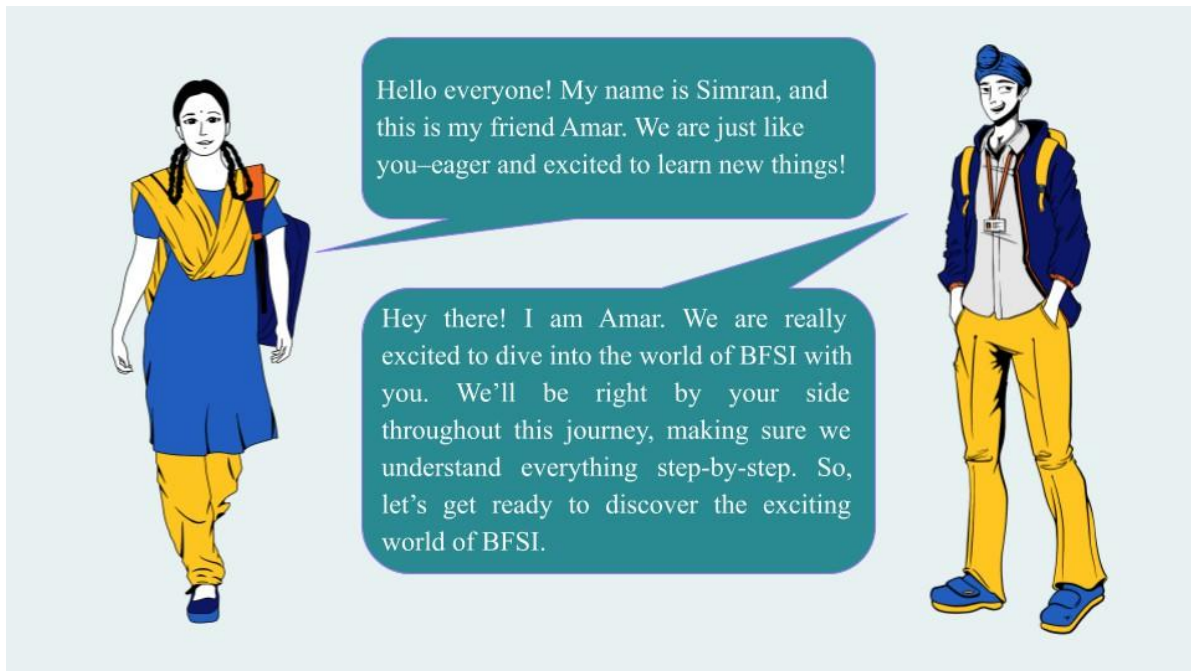 Hello everyone! My name is Simran, and
this is my friend Amar. We are just like
you–eager and excited to learn new things!
Hey there! I am Amar. We are really
excited to dive into the world of BFSI with
you. We’ll be right by your side
throughout this journey, making sure we
understand everything step-by-step. So,
let’s get ready to discover the exciting
world of BFSI.